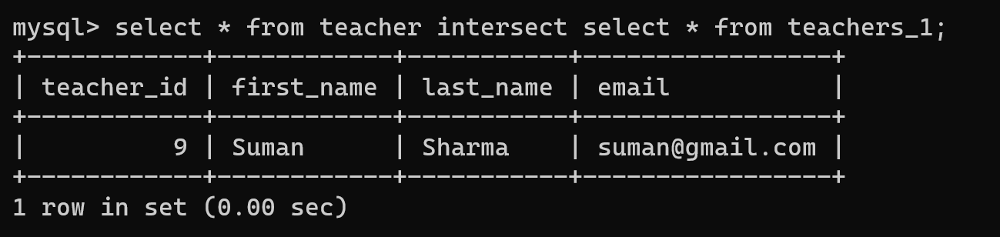 mysql> select * from teacher intersect select * from teachers_1;
+------------+------------+-----------+-----------------+
| teacher_id | first_name | last_name | email           |
+------------+------------+-----------+-----------------+
|          9 | Suman      | Sharma    | suman@gmail.com |
+------------+------------+-----------+-----------------+
1 row in set (0.00 sec)